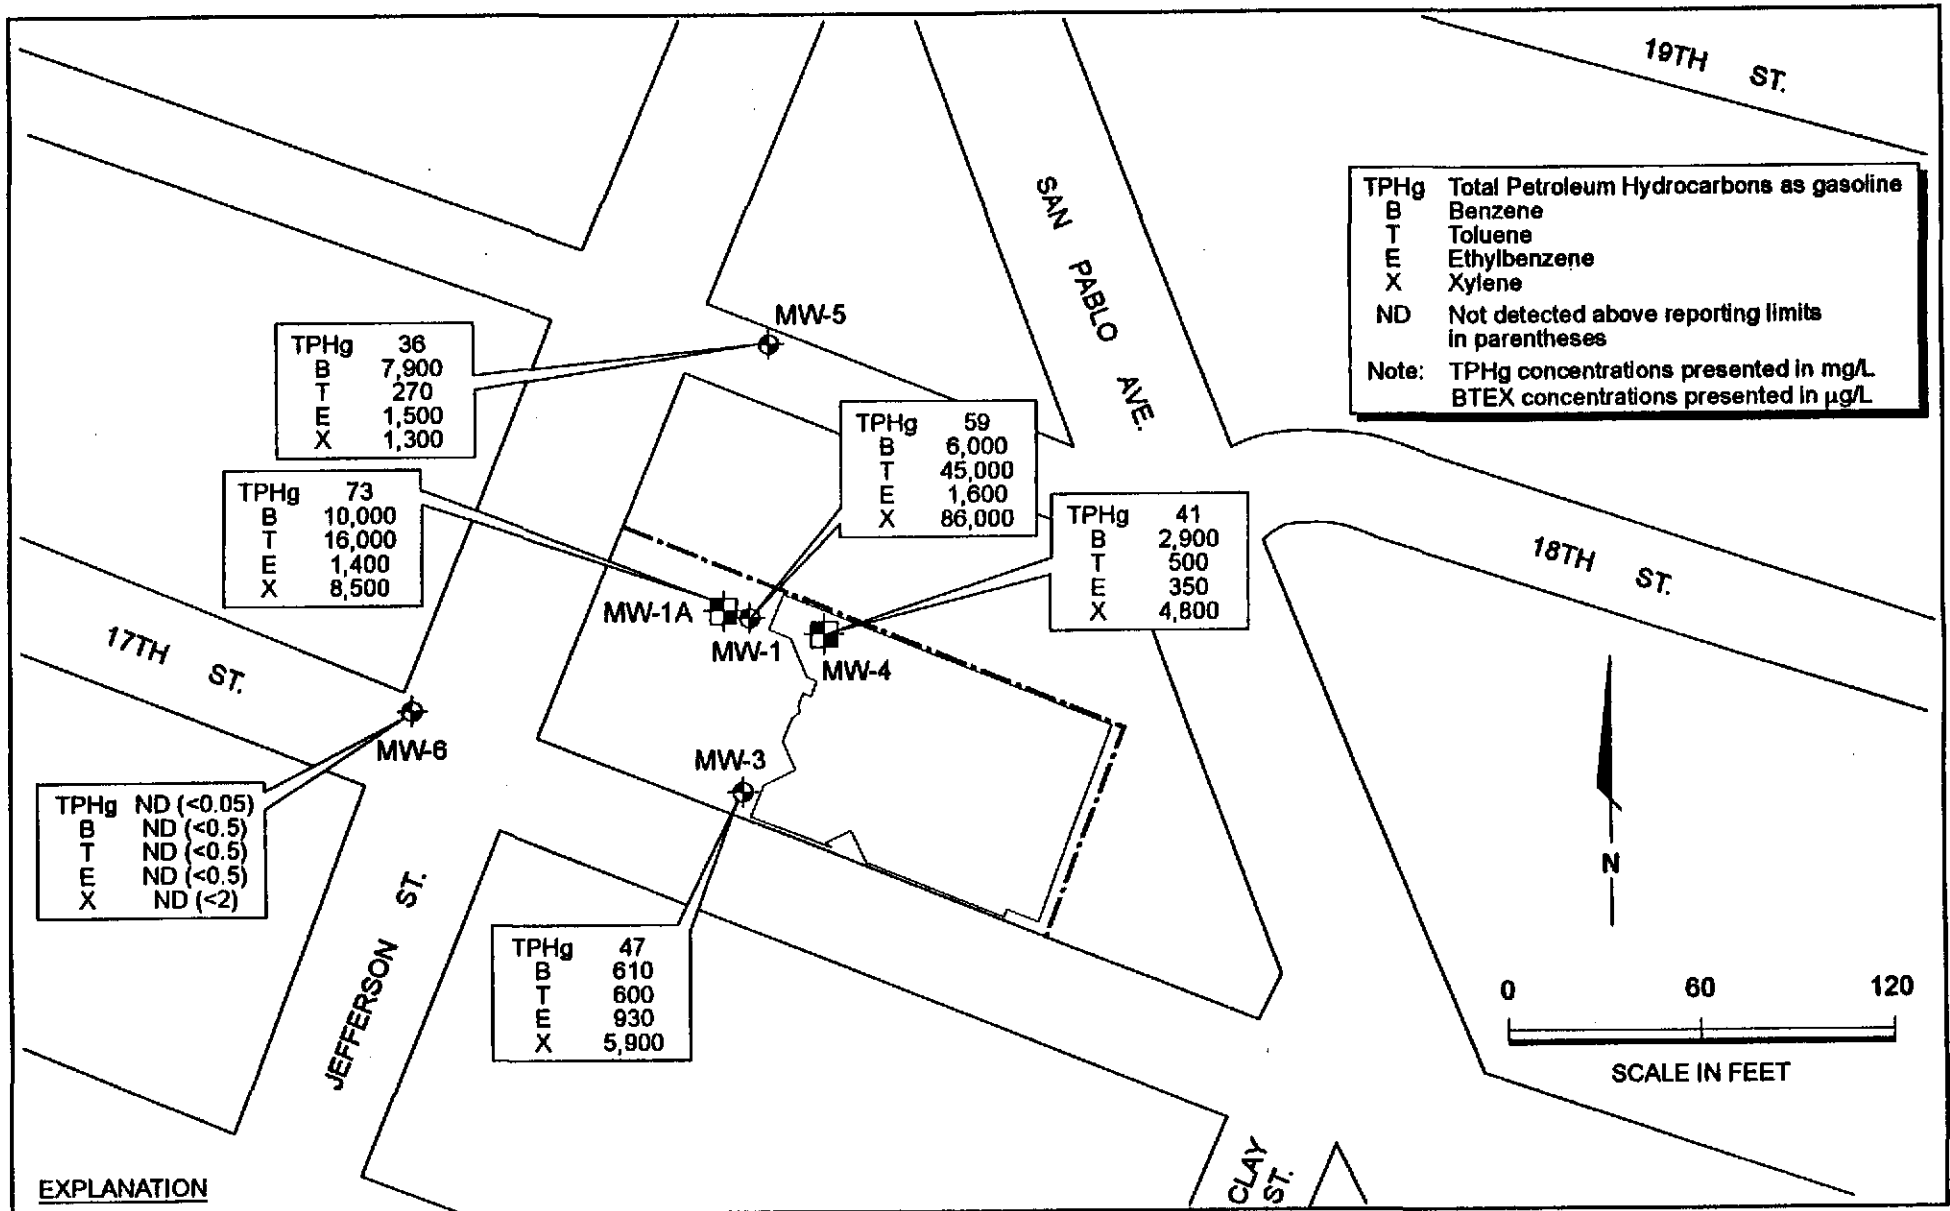 19TH ST.
SAN PABLO AVE.
TPHg Total Petroleum Hydrocarbons as gasoline
B Benzene
T Toluene
E Ethylbenzene
X Xylene
ND Not detected above reporting limits
in parentheses
Note: TPHg concentrations presented in mg/L
BTEX concentrations presented in µg/L
MW-5
TPHg 36
B 7,900
T 270
E 1,500
X 1,300
TPHg 59
B 6,000
T 45,000
E 1,600
X 86,000
TPHg 73
B 10,000
T 16,000
E 1,400
X 8,500
TPHg 41
B 2,900
T 500
E 350
X 4,800
18TH ST.
MW-1A
MW-1
MW-4
17TH ST.
MW-6
MW-3
TPHg ND (<0.05)
B ND (<0.5)
T ND (<0.5)
E ND (<0.5)
X ND (<2)
N
JEFFERSON ST.
TPHg 47
B 610
T 600
E 930
X 5,900
0 60 120
SCALE IN FEET
CLAY ST.
EXPLANATION